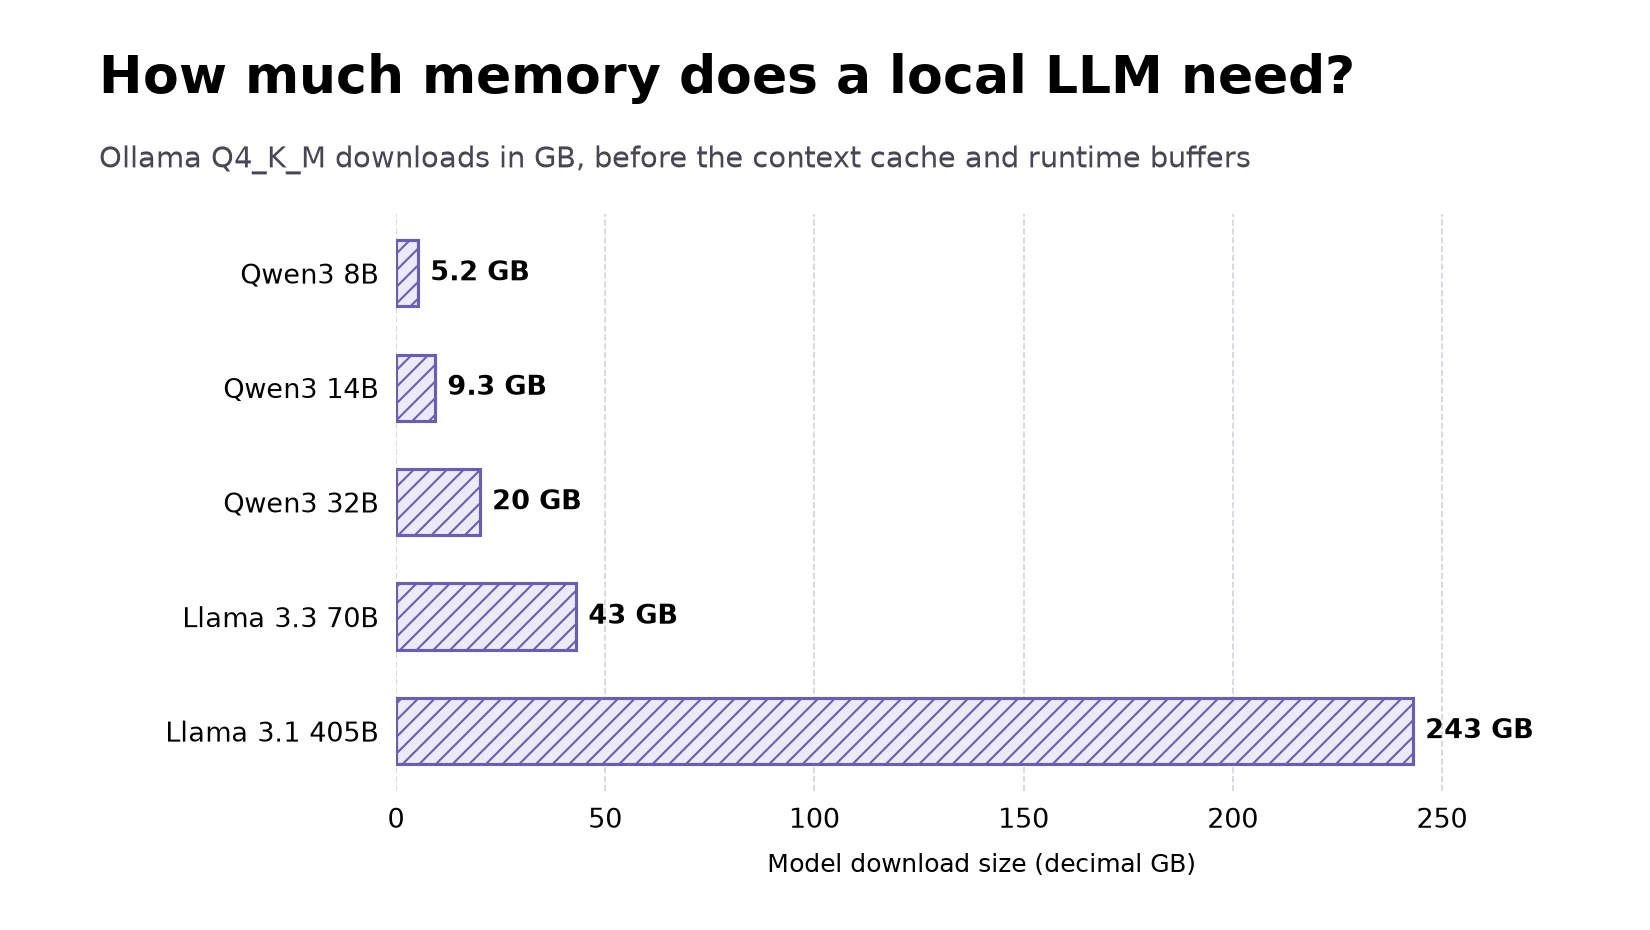 How much memory does a local LLM need?
Ollama Q4_K_M downloads in GB, before the context cache and runtime buffers
Qwen3 8B 5.2 GB
Qwen3 14B 9.3 GB
Qwen3 32B 20 GB
Llama 3.3 70B 43 GB
Llama 3.1 405B 243 GB
0 50 100 150 200 250
Model download size (decimal GB)